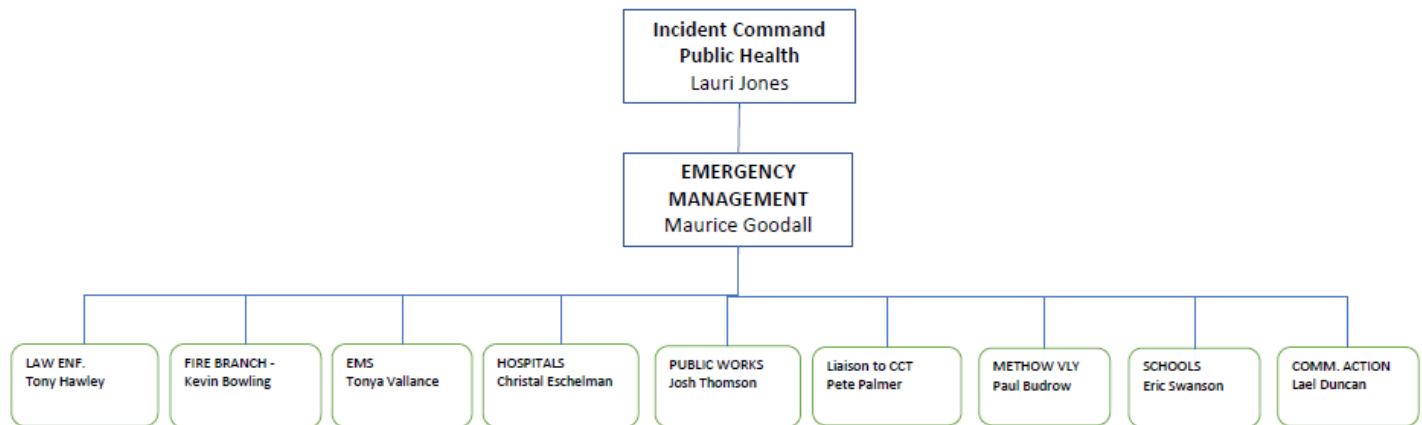 Incident Command
Public Health
Lauri Jones
EMERGENCY
MANAGEMENT
Maurice Goodall
LAW ENF.
Tony Hawley
FIRE BRANCH -
Kevin Bowling
EMS
Tonya Vallance
HOSPITALS
Christal Eschelman
PUBLIC WORKS
Josh Thomson
Liaison to CCT
Pete Palmer
METHOW VLY
Paul Budrow
SCHOOLS
Eric Swanson
COMM. ACTION
Lael Duncan